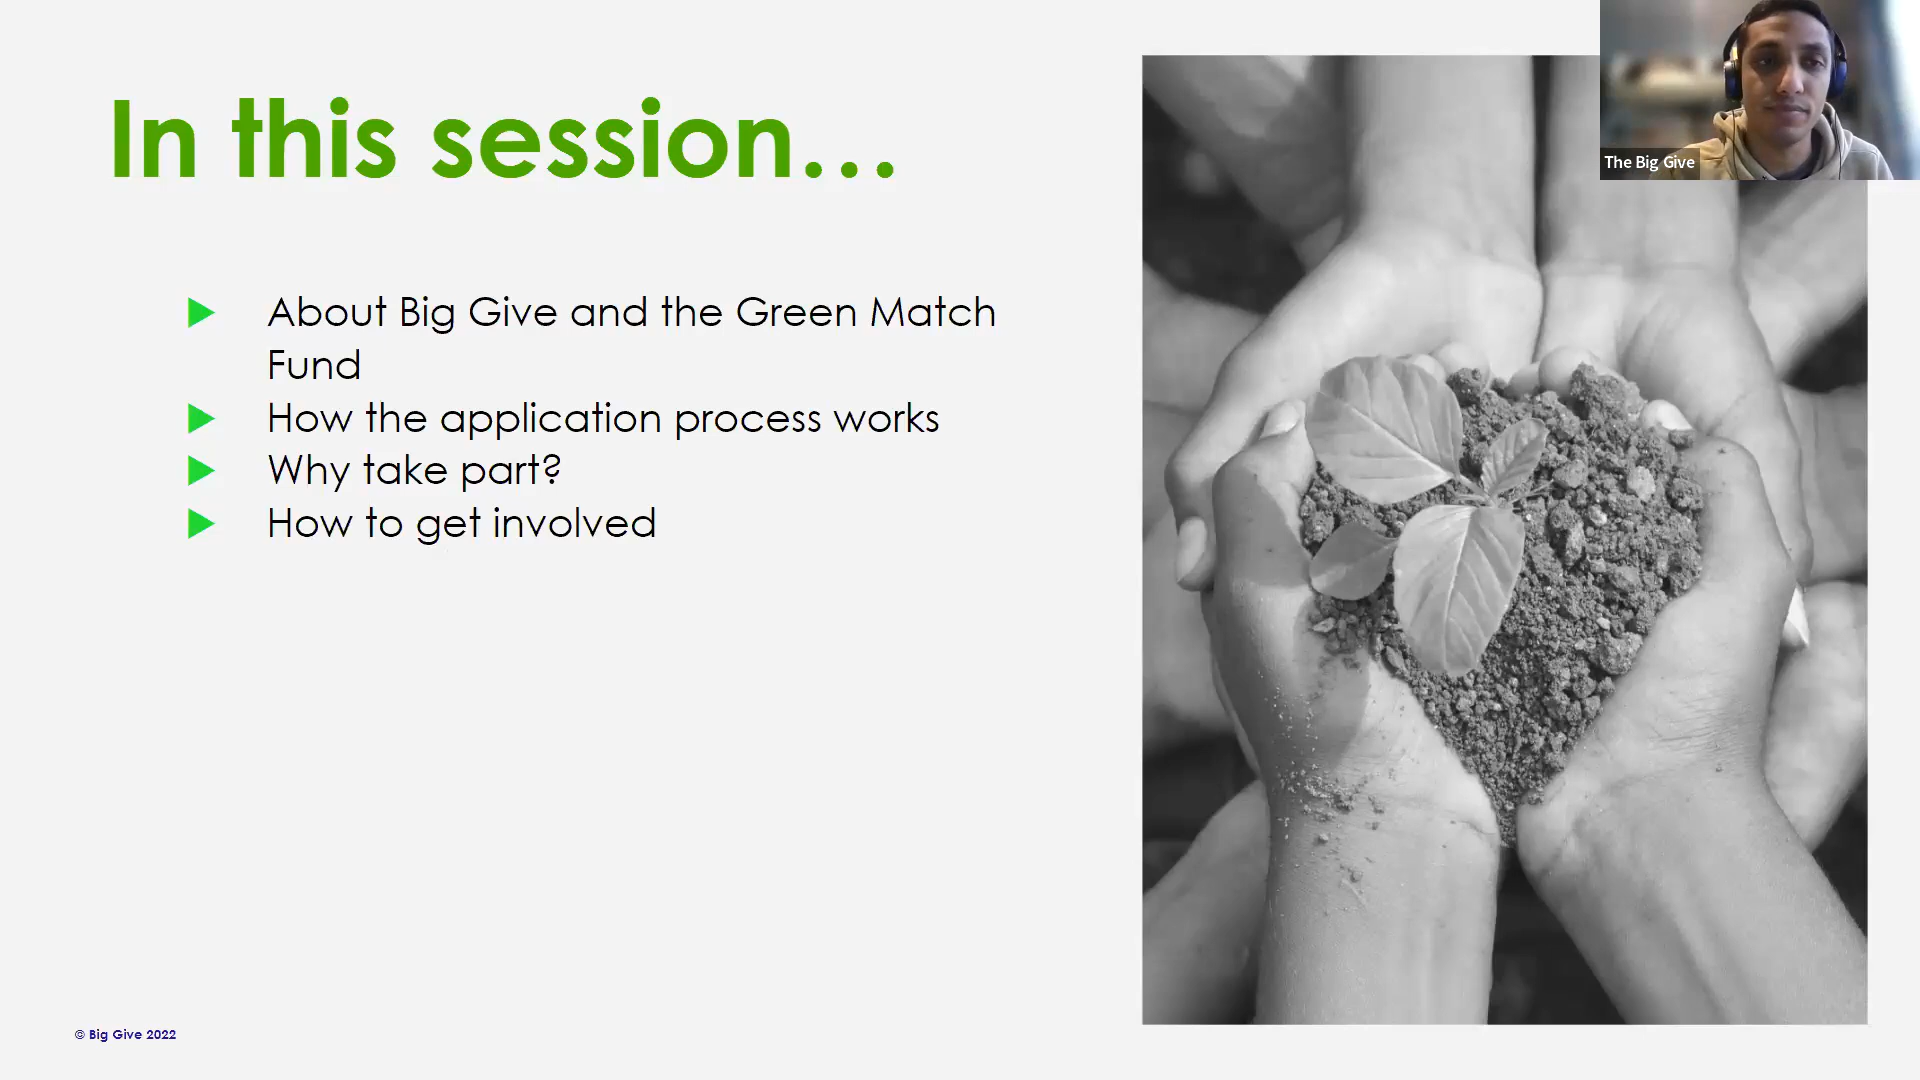 In this session…
About Big Give and the Green Match
Fund
How the application process works
Why take part?
How to get involved
The Big Give
© Big Give 2022